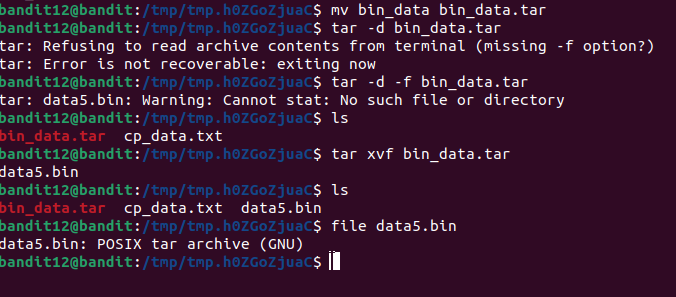 bandit12@bandit:/tmp/tmp.h0ZGoZjuaC$ mv bin_data bin_data.tar
bandit12@bandit:/tmp/tmp.h0ZGoZjuaC$ tar -d bin_data.tar
tar: Refusing to read archive contents from terminal (missing -f option?)
tar: Error is not recoverable: exiting now
bandit12@bandit:/tmp/tmp.h0ZGoZjuaC$ tar -d -f bin_data.tar
tar: data5.bin: Warning: Cannot stat: No such file or directory
bandit12@bandit:/tmp/tmp.h0ZGoZjuaC$ ls
bin_data.tar  cp_data.txt
bandit12@bandit:/tmp/tmp.h0ZGoZjuaC$ tar xvf bin_data.tar
data5.bin
bandit12@bandit:/tmp/tmp.h0ZGoZjuaC$ ls
bin_data.tar  cp_data.txt  data5.bin
bandit12@bandit:/tmp/tmp.h0ZGoZjuaC$ file data5.bin
data5.bin: POSIX tar archive (GNU)
bandit12@bandit:/tmp/tmp.h0ZGoZjuaC$